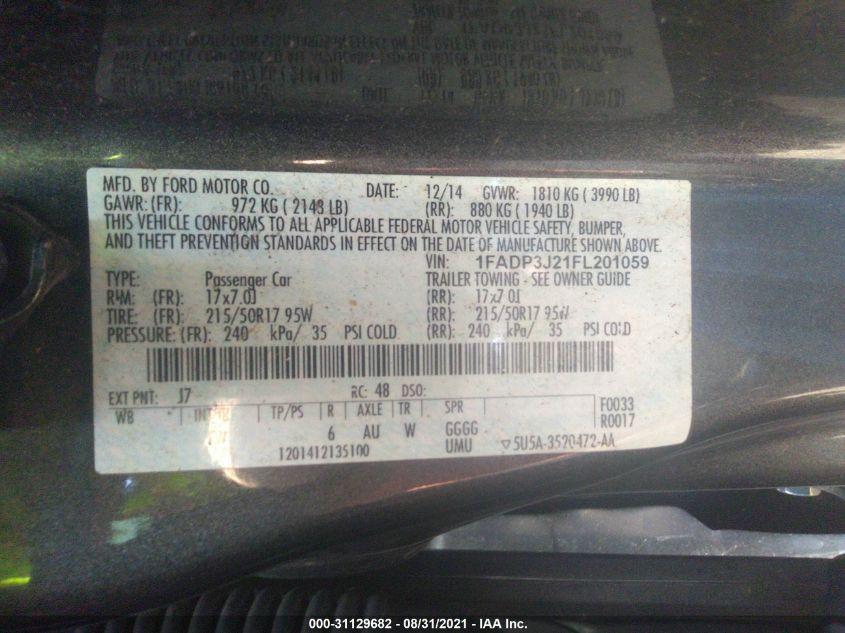 MFD. BY FORD MOTOR CO. DATE: 12/14 GVWR: 1810 KG ( 3990 LB)
GAWR: (FR): 972 KG ( 2143 LB) (RR): 880 KG ( 1940 LB)
THIS VEHICLE CONFORMS TO ALL APPLICABLE FEDERAL MOTOR VEHICLE SAFETY, BUMPER,
AND THEFT PREVENTION STANDARDS IN EFFECT ON THE DATE OF MANUFACTURE SHOWN ABOVE.
VIN: 1FADP3J21FL201059
TYPE: Passenger Car TRAILER TOWING - SEE OWNER GUIDE
RIM: (FR): 17x7.0J (RR): 17x7.0J
TIRE: (FR): 215/50R17 95W (RR): 215/50R17 95W
PRESSURE: (FR): 240 kPa/ 35 PSI COLD (RR): 240 kPa/ 35 PSI COLD
EXT PNT: J7 RC: 48 DSO:
WB TP/PS R AXLE TR SPR F0033
6 AU W GGGG R0017
1201412135100 UMU ▽5U5A-3520472-AA
000-31129682 - 08/31/2021 - IAA Inc.